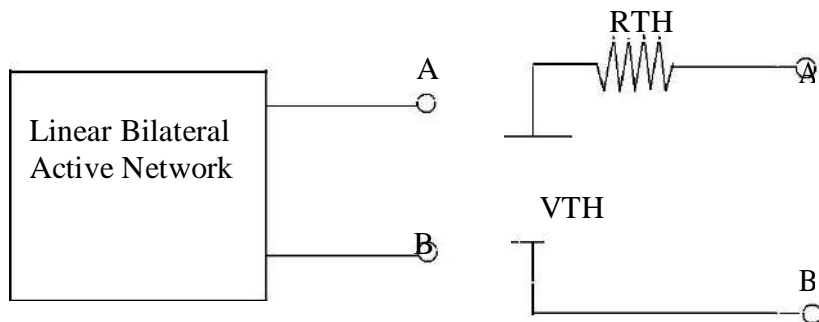 RTH
A
A
Linear Bilateral
Active Network
VTH
B
B